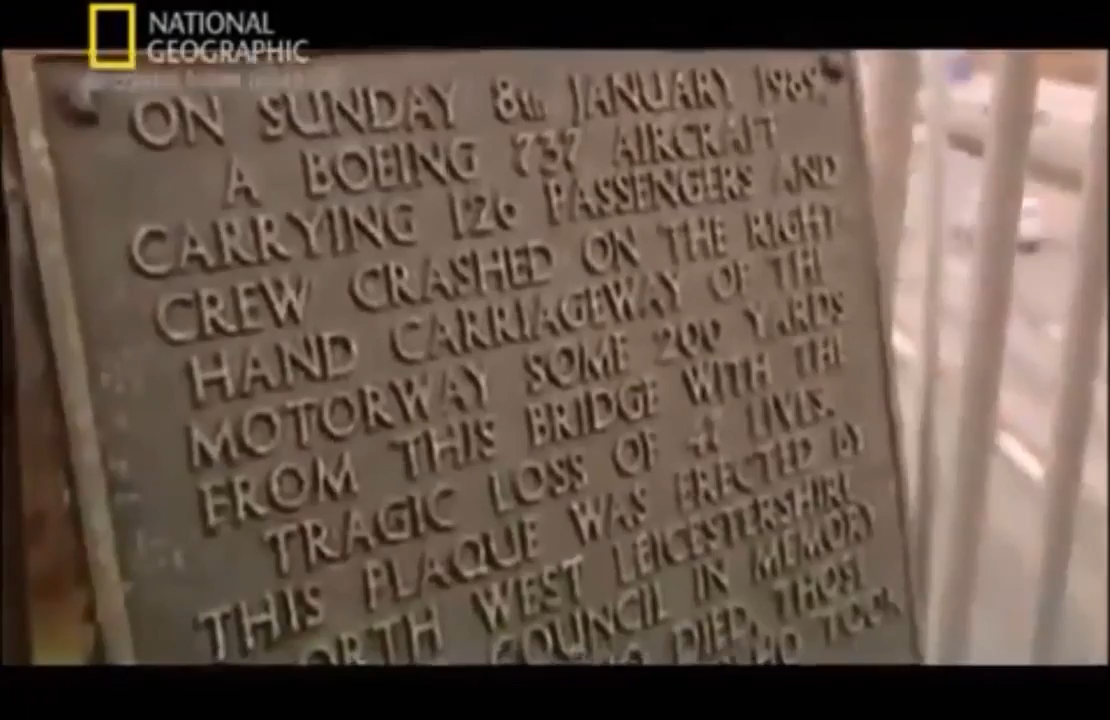 NATIONAL
GEOGRAPHIC
ON SUNDAY 8th JANUARY 1989,
A BOEING 737 AIRCRAFT
CARRYING 126 PASSENGERS AND
CREW CRASHED ON THE RIGHT
HAND CARRIAGEWAY OF THE
MOTORWAY SOME 200 YARDS
FROM THIS BRIDGE WITH THE
TRAGIC LOSS OF LIVES.
THIS PLAQUE WAS ERECTED BY
NORTH WEST LEICESTERSHIRE
COUNCIL IN MEMORY
DIED, THOSE
TOOK